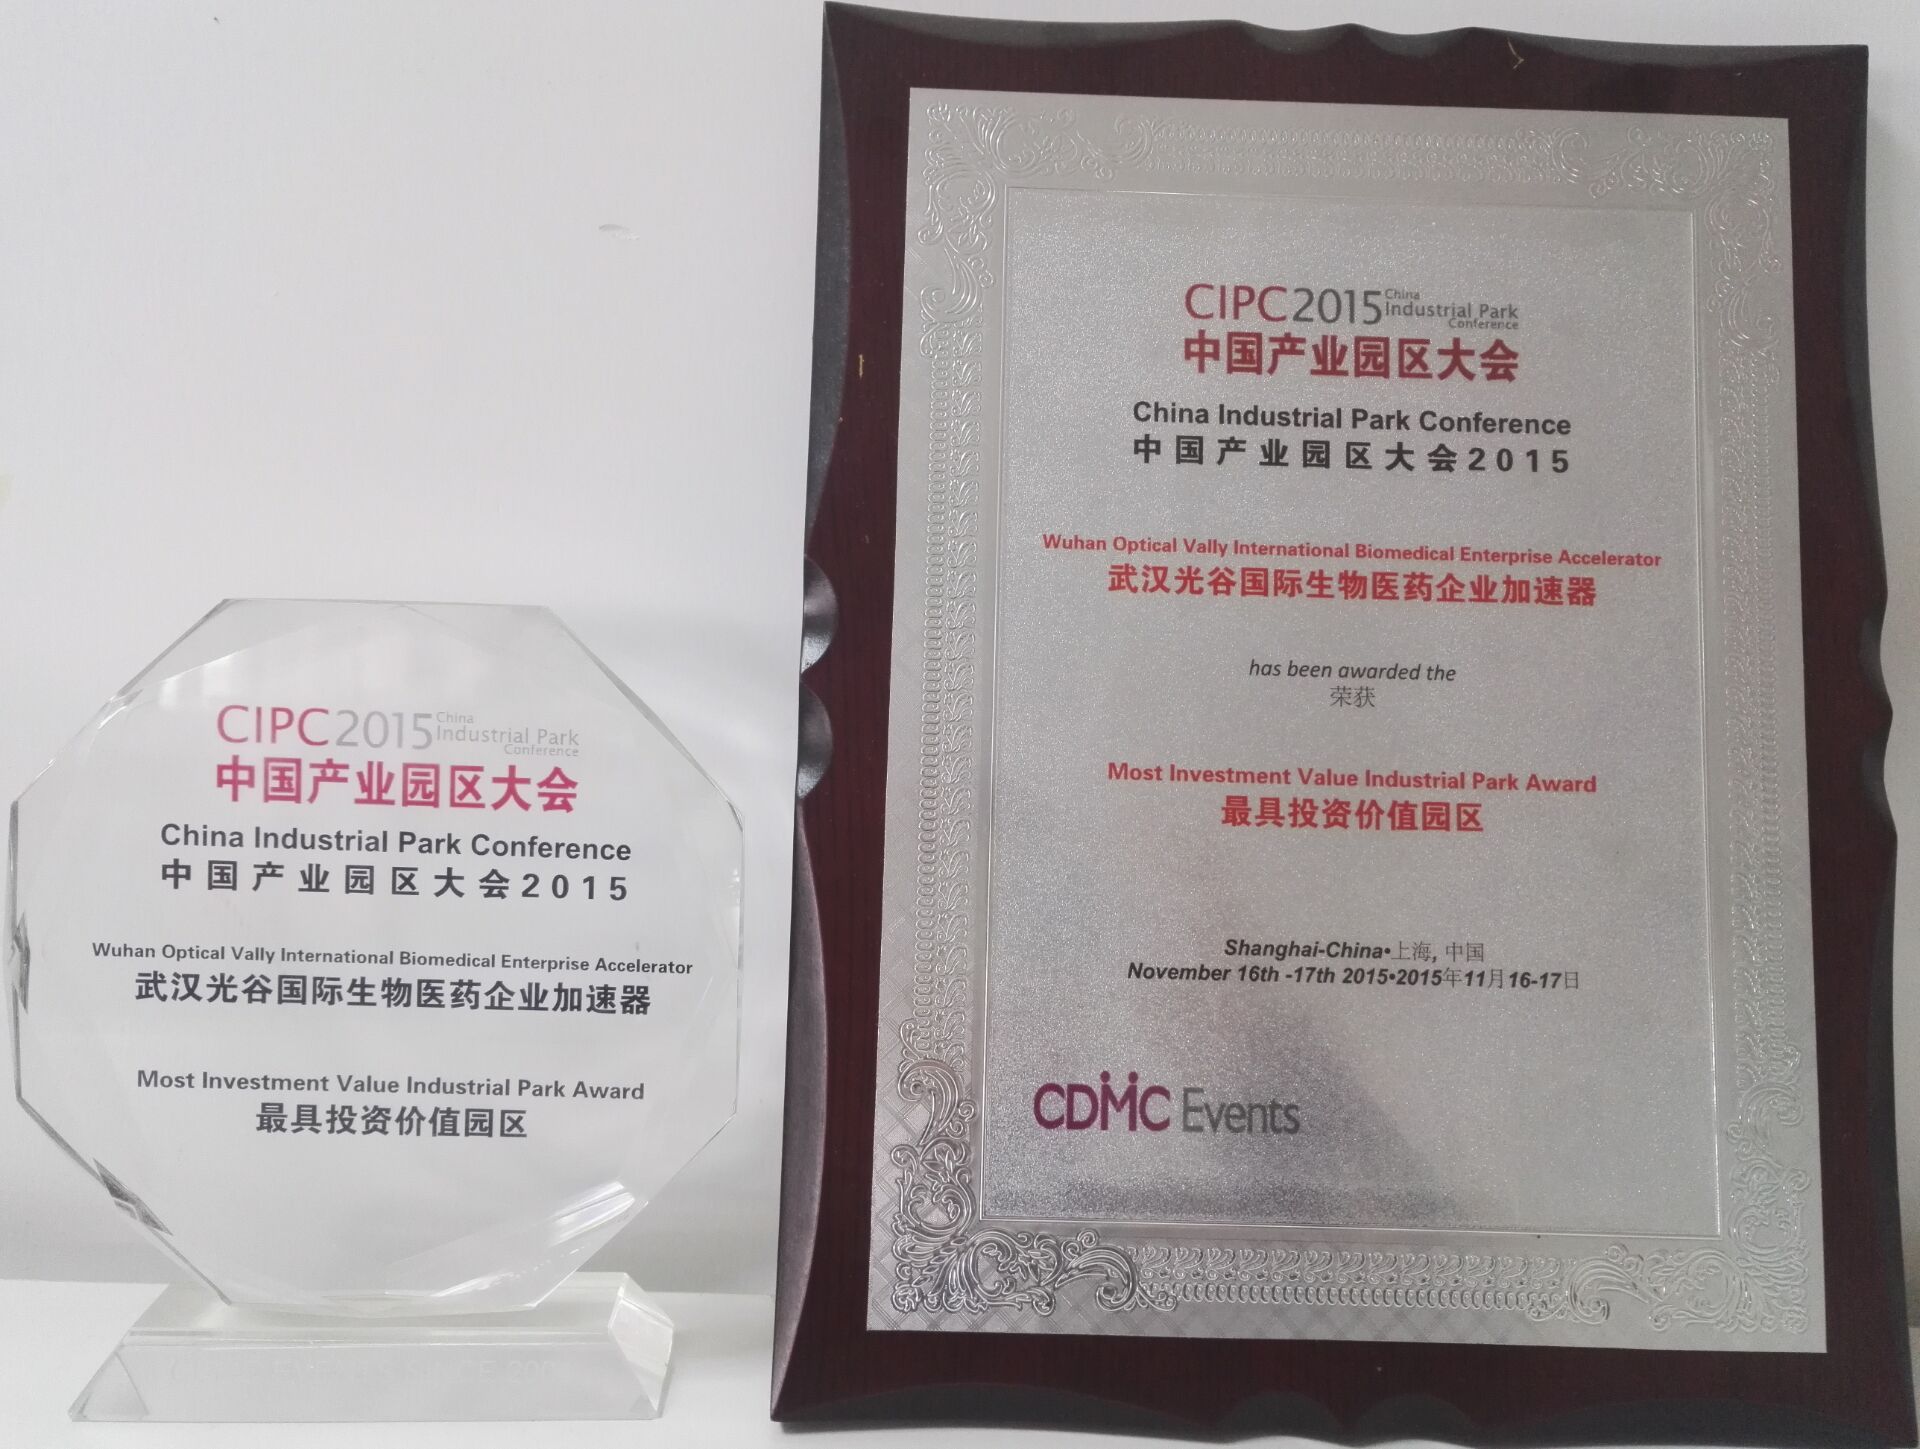 CIPC2015 China
Industrial Park
Conference
中国产业园区大会
China Industrial Park Conference
中国产业园区大会2015
Wuhan Optical Vally International Biomedical Enterprise Accelerator
武汉光谷国际生物医药企业加速器
Most Investment Value Industrial Park Award
最具投资价值园区
CIPC2015 China
Industrial Park
Conference
中国产业园区大会
China Industrial Park Conference
中国产业园区大会2015
Wuhan Optical Vally International Biomedical Enterprise Accelerator
武汉光谷国际生物医药企业加速器
has been awarded the
荣获
Most Investment Value Industrial Park Award
最具投资价值园区
Shanghai-China•上海, 中国
November 16th -17th 2015•2015年11月16-17日
CDMC Events